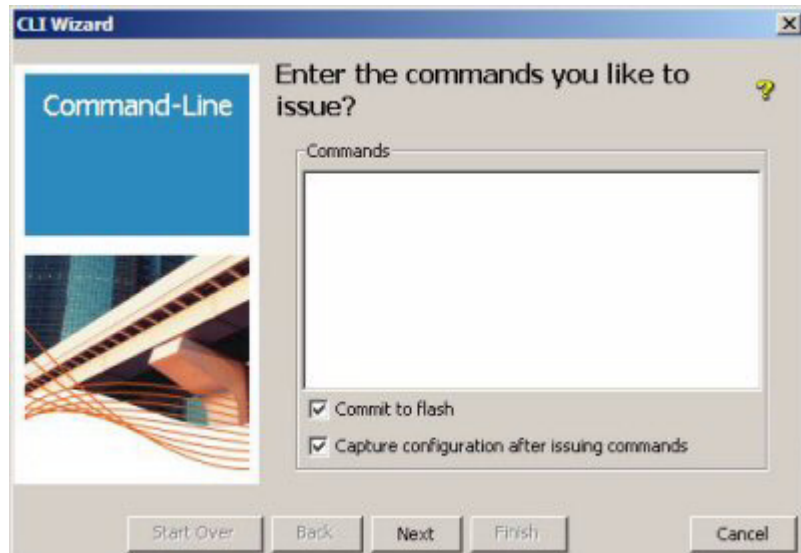 CLI Wizard
Command-Line
Enter the commands you like to
issue?
Commands
Commit to flash
Capture configuration after issuing commands
Start Over
Back
Next
Finish
Cancel